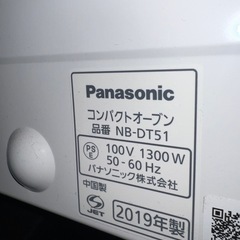 Panasonic
コンパクトオーブン
品番 NB-DT51
PS E 100V 1300W
50-60Hz
パナソニック株式会社
中国製
JET 2019年製